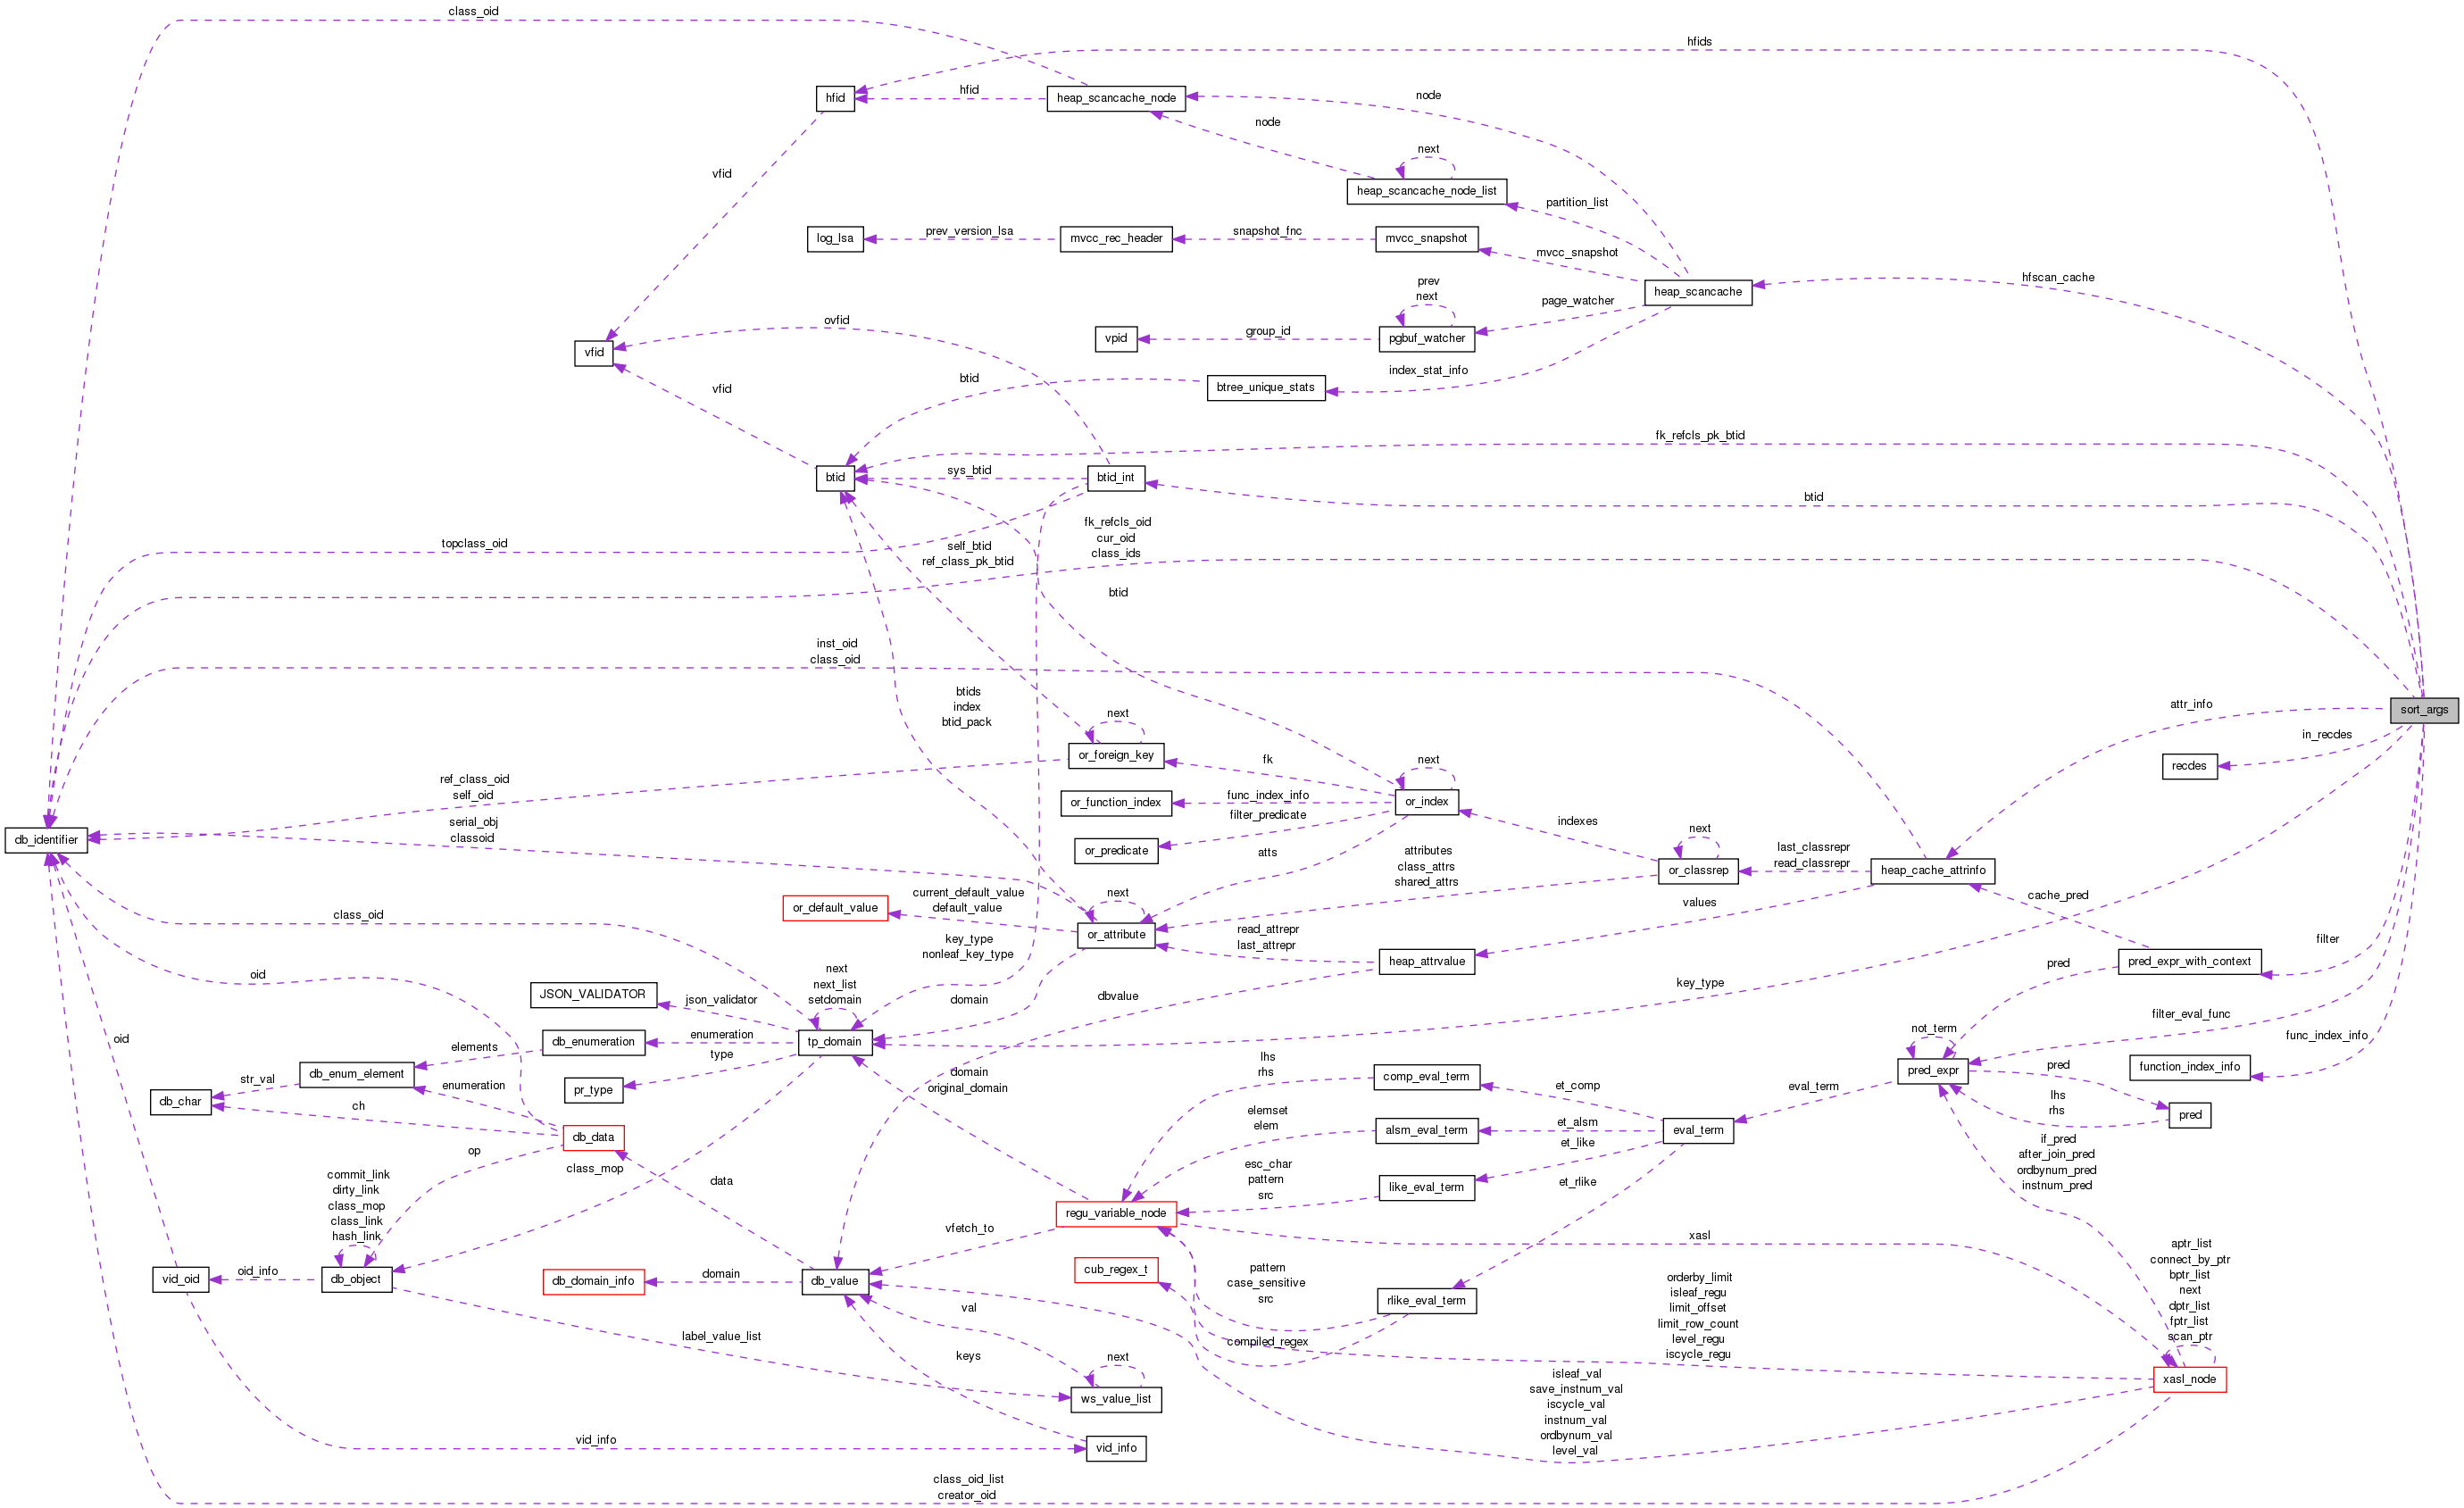 class_oid
hfids
hfid
hfid
heap_scancache_node
node
node
next
vfid
heap_scancache_node_list
partition_list
log_lsa
prev_version_lsa
mvcc_rec_header
snapshot_fnc
mvcc_snapshot
mvcc_snapshot
hfscan_cache
prev
next
heap_scancache
page_watcher
ovfid
group_id
vpid
pgbuf_watcher
vfid
index_stat_info
btid
btree_unique_stats
vfid
fk_refcls_pk_btid
btid
sys_btid
btid_int
btid
topclass_oid
self_btid
ref_class_pk_btid
fk_refcls_oid
cur_oid
class_ids
btid
inst_oid
class_oid
btids
index
btid_pack
attr_info
sort_args
next
in_recdes
or_foreign_key
fk
next
recdes
ref_class_oid
self_oid
or_function_index
func_index_info
or_index
filter_predicate
serial_obj
classoid
db_identifier
or_predicate
atts
indexes
next
attributes
class_attrs
shared_attrs
or_classrep
last_classrepr
read_classrepr
heap_cache_attrinfo
cache_pred
current_default_value
default_value
or_default_value
next
values
class_oid
or_attribute
read_attrepr
last_attrepr
key_type
nonleaf_key_type
filter
heap_attrvalue
pred
pred_expr_with_context
oid
next
next_list
setdomain
key_type
JSON_VALIDATOR
json_validator
domain
dbvalue
filter_eval_func
not_term
func_index_info
db_enumeration
enumeration
tp_domain
oid
elements
type
lhs
rhs
pred
function_index_info
db_enum_element
pred_expr
domain
original_domain
comp_eval_term
et_comp
eval_term
str_val
enumeration
pr_type
db_char
ch
lhs
rhs
pred
elemset
elem
alsm_eval_term
et_alsm
eval_term
db_data
et_like
if_pred
after_join_pred
ordbynum_pred
instnum_pred
op
class_mop
commit_link
dirty_link
class_mop
class_link
hash_link
data
esc_char
pattern
src
like_eval_term
et_rlike
regu_variable_node
vfetch_to
xasl
aptr_list
connect_by_ptr
bptr_list
next
dptr_list
fptr_list
scan_ptr
vid_oid
oid_info
db_object
db_domain_info
domain
db_value
cub_regex_t
pattern
case_sensitive
src
rlike_eval_term
orderby_limit
isleaf_regu
limit_offset
limit_row_count
level_regu
iscycle_regu
val
label_value_list
compiled_regex
keys
next
xasl_node
isleaf_val
save_instnum_val
iscycle_val
instnum_val
ordbynum_val
level_val
ws_value_list
vid_info
vid_info
class_oid_list
creator_oid